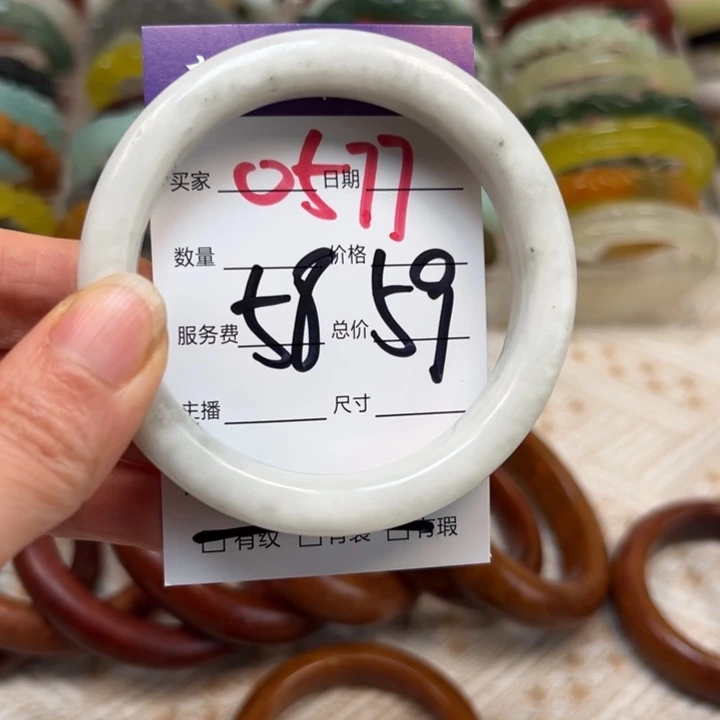 0577
买家 日期
数量 价格
58 59
服务费 总价
主播 尺寸
有纹 有裂 有瑕